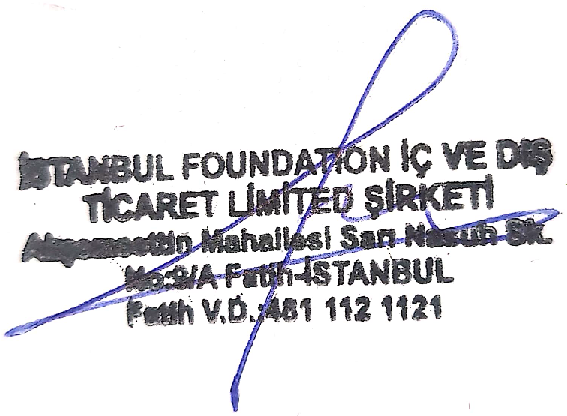 İSTANBUL FOUNDATION İÇ VE DIŞ
TİCARET LİMİTED ŞİRKETİ
Akşemsettin Mahallesi Sarı Nasuh Sk.
No:9/A Fatih-İSTANBUL
Fatih V.D.:481 112 1121